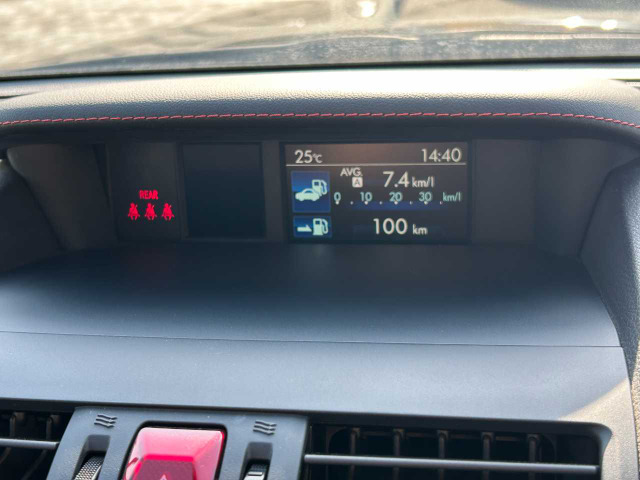 25°C 14:40
AVG. A 7.4 km/l
0 . 10 . 20 . 30 . km/l
100 km
REAR